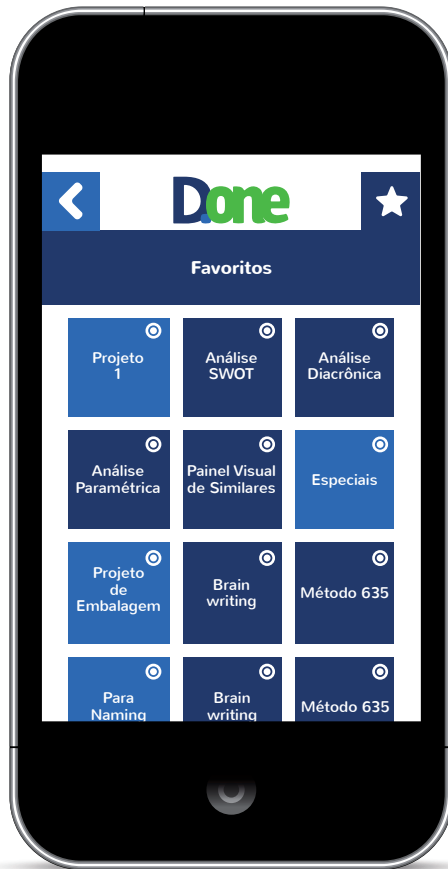 D.one
Favoritos
Projeto
1
Análise
SWOT
Análise
Diacrônica
Análise
Paramétrica
Painel Visual
de Similares
Especiais
Projeto
de
Embalagem
Brain
writing
Método 635
Para
Naming
Brain
writing
Método 635